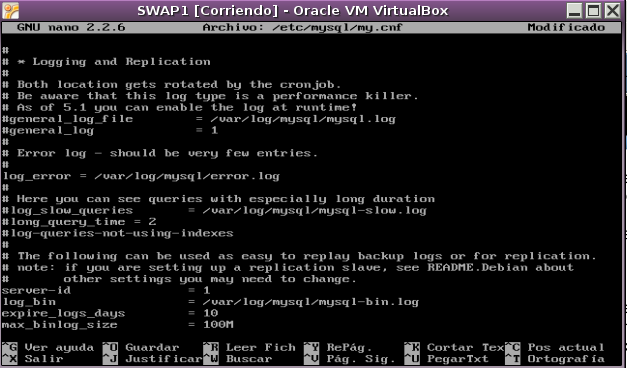 SWAP1 [Corriendo] - Oracle VM VirtualBox
GNU nano 2.2.6 Archivo: /etc/mysql/my.cnf Modificado
#
# * Logging and Replication
#
# Both location gets rotated by the cronjob.
# Be aware that this log type is a performance killer.
# As of 5.1 you can enable the log at runtime!
#general_log_file = /var/log/mysql/mysql.log
#general_log = 1
#
# Error log - should be very few entries.
#
log_error = /var/log/mysql/error.log
#
# Here you can see queries with especially long duration
#log_slow_queries = /var/log/mysql/mysql-slow.log
#long_query_time = 2
#log-queries-not-using-indexes
#
# The following can be used as easy to replay backup logs or for replication.
# note: if you are setting up a replication slave, see README.Debian about
# other settings you may need to change.
server-id = 1
log_bin = /var/log/mysql/mysql-bin.log
expire_logs_days = 10
max_binlog_size = 100M
^G Ver ayuda ^O Guardar ^R Leer Fich ^Y RePág. ^K Cortar Tex ^C Pos actual
^X Salir ^J Justificar ^W Buscar ^V Pág. Sig. ^U PegarTxt ^T Ortografía